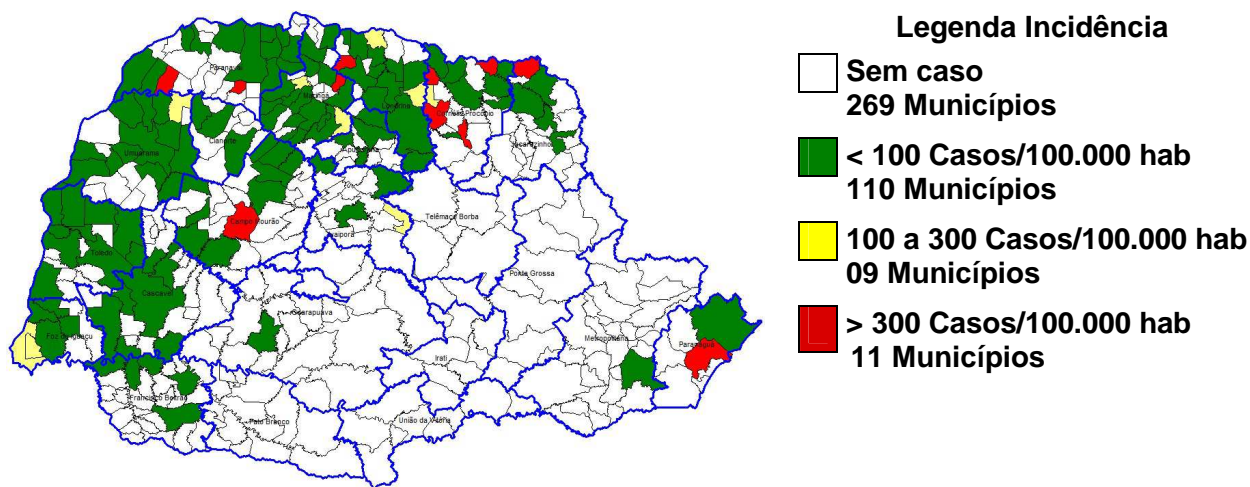 Legenda Incidência
Sem caso
269 Municípios
< 100 Casos/100.000 hab
110 Municípios
100 a 300 Casos/100.000 hab
09 Municípios
> 300 Casos/100.000 hab
11 Municípios
Paranavaí
Maringá
Londrina
Cornélio Procópio
Jacarezinho
Cianorte
Umuarama
Apucarana
Campo Mourão
Telêmaco Borba
Ivaiporã
Toledo
Ponta Grossa
Cascavel
Guarapuava
Foz do Iguaçu
Metropolitana
Paranaguá
Irati
Francisco Beltrão
Pato Branco
União da Vitória